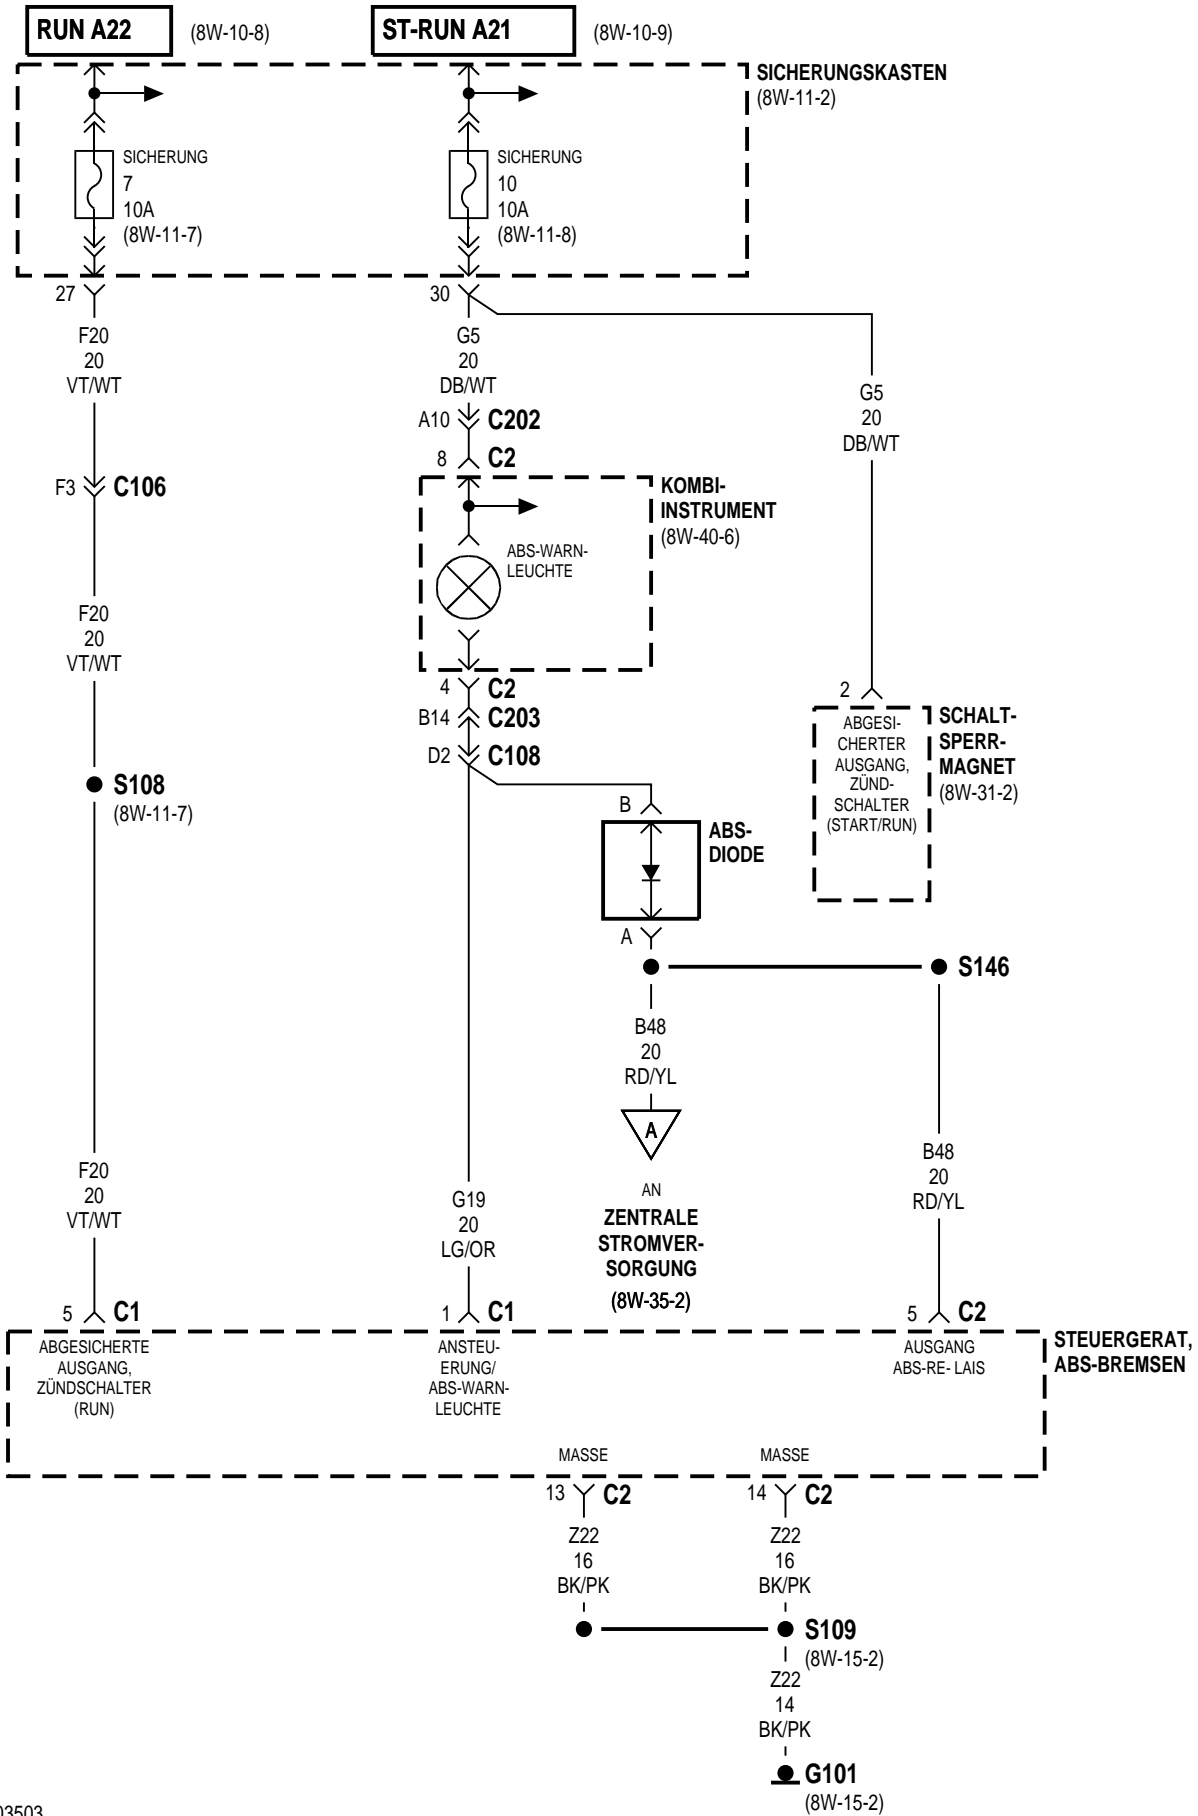 RUN A22
(8W-10-8)
ST-RUN A21
(8W-10-9)
SICHERUNGSKASTEN
(8W-11-2)
SICHERUNG
7
10A
(8W-11-7)
SICHERUNG
10
10A
(8W-11-8)
27
30
F20
20
VT/WT
G5
20
DB/WT
G5
20
DB/WT
A10
C202
8
C2
F3
C106
KOMBI-
INSTRUMENT
(8W-40-6)
ABS-WARN-
LEUCHTE
F20
20
VT/WT
4
C2
B14
C203
D2
C108
2
ABGESI-
CHERTER
AUSGANG,
ZÜND-
SCHALTER
(START/RUN)
SCHALT-
SPERR-
MAGNET
(8W-31-2)
S108
(8W-11-7)
B
ABS-
DIODE
A
S146
B48
20
RD/YL
A
AN
ZENTRALE
STROMVER-
SORGUNG
(8W-35-2)
B48
20
RD/YL
F20
20
VT/WT
G19
20
LG/OR
5
C1
1
C1
5
C2
STEUERGERAT,
ABS-BREMSEN
ABGESICHERTE
AUSGANG,
ZÜNDSCHALTER
(RUN)
ANSTEU-
ERUNG/
ABS-WARN-
LEUCHTE
AUSGANG
ABS-RE- LAIS
MASSE
MASSE
13
C2
14
C2
Z22
16
BK/PK
Z22
16
BK/PK
S109
(8W-15-2)
Z22
14
BK/PK
G101
(8W-15-2)